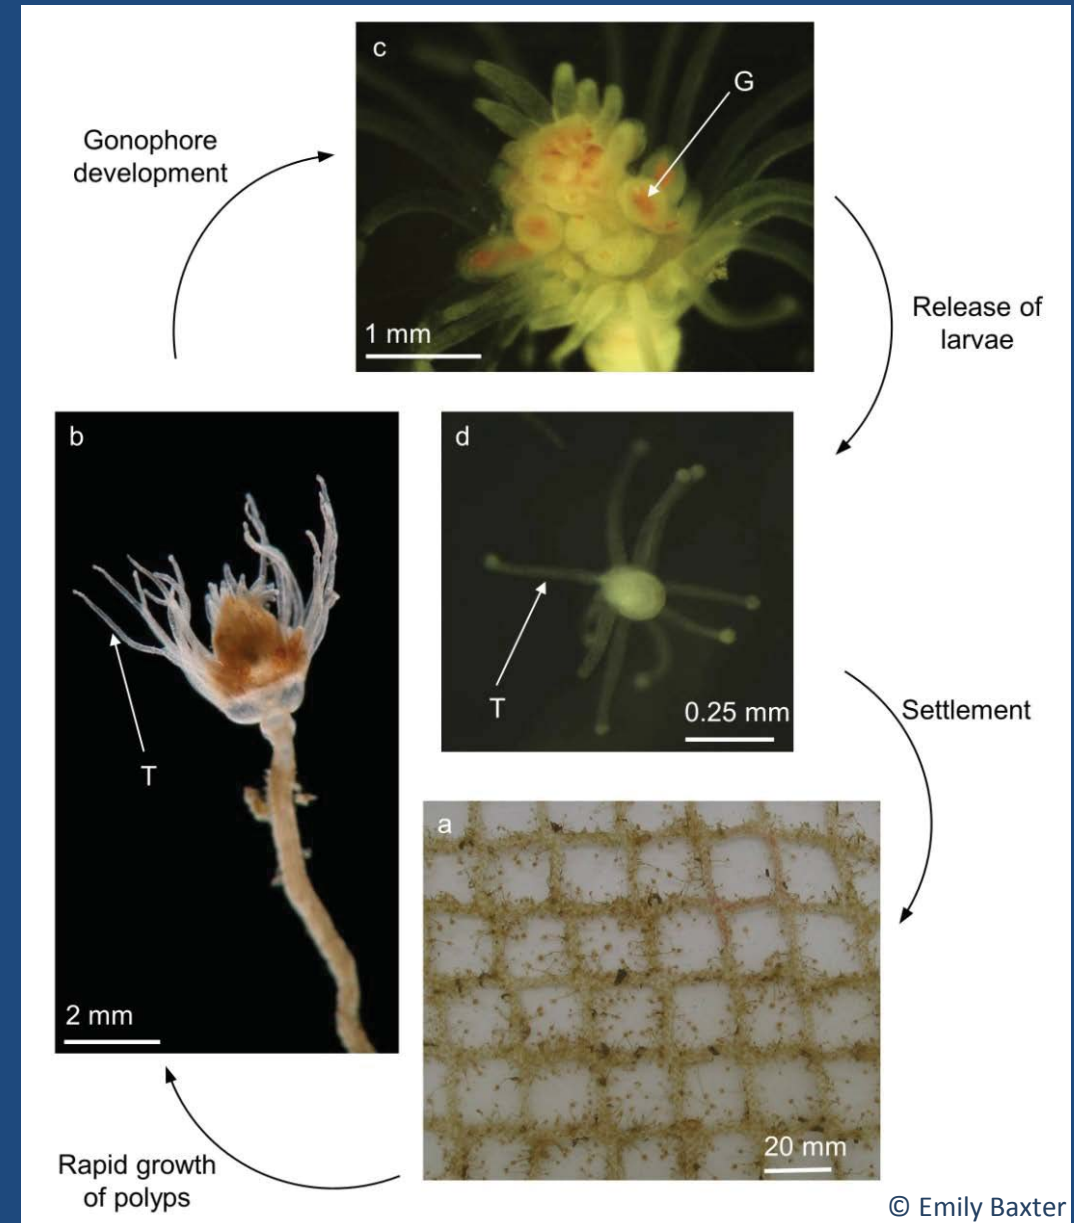 c
G
Gonophore
development
1 mm
Release of
larvae
b
T
2 mm
d
T
0.25 mm
Settlement
a
20 mm
Rapid growth
of polyps
© Emily Baxter